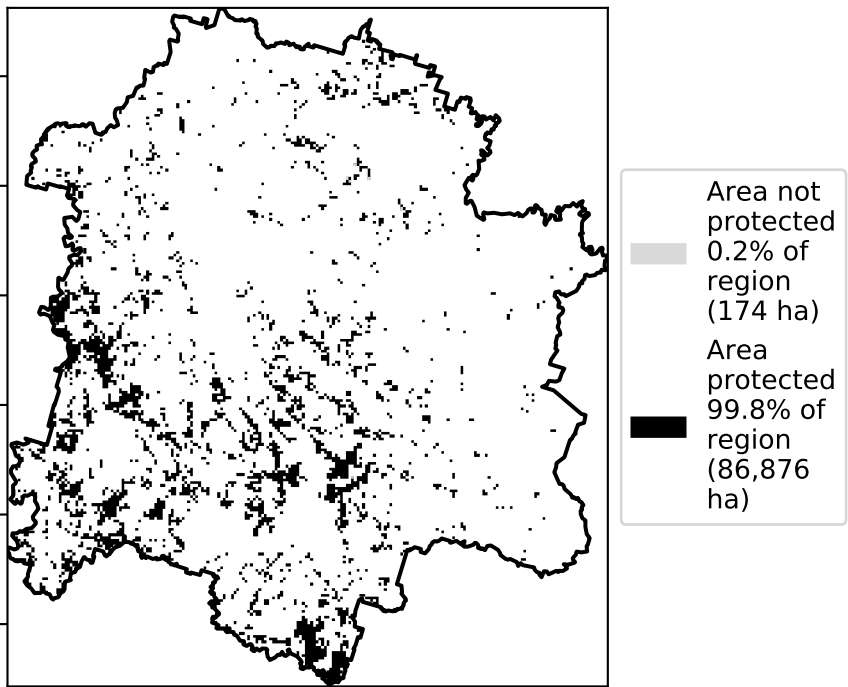 Area not
protected
0.2% of
region
(174 ha)
Area
protected
99.8% of
region
(86,876
ha)